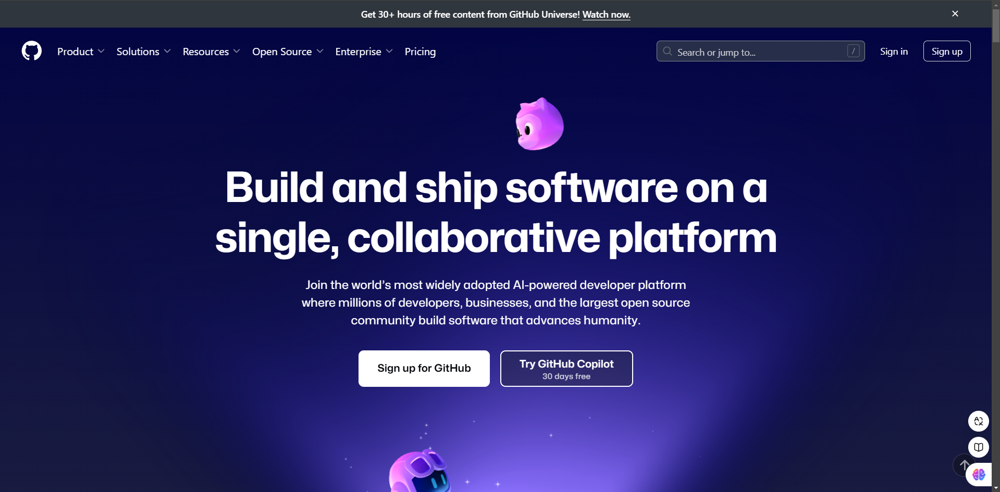 Get 30+ hours of free content from GitHub Universe! Watch now.
Product
Solutions
Resources
Open Source
Enterprise
Pricing
Search or jump to...
/
Sign in
Sign up
Build and ship software on a
single, collaborative platform
Join the world’s most widely adopted AI-powered developer platform
where millions of developers, businesses, and the largest open source
community build software that advances humanity.
Sign up for GitHub
Try GitHub Copilot
30 days free